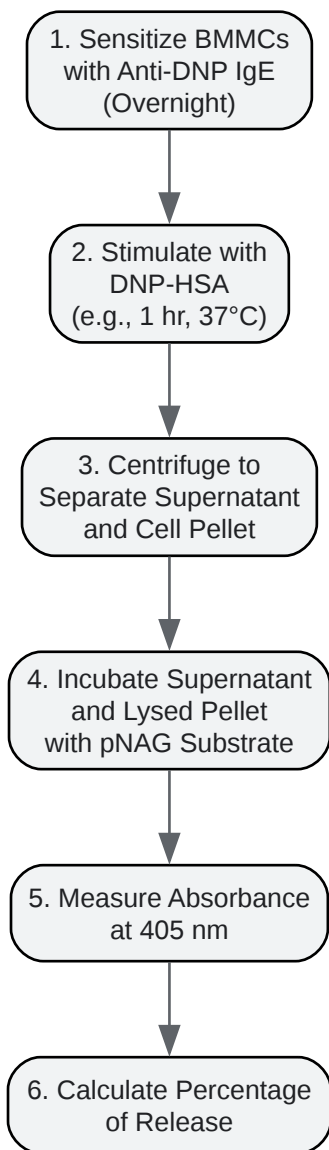 1. Sensitize BMMCs
with Anti-DNP IgE
(Overnight)
2. Stimulate with
DNP-HSA
(e.g., 1 hr, 37°C)
3. Centrifuge to
Separate Supernatant
and Cell Pellet
4. Incubate Supernatant
and Lysed Pellet
with pNAG Substrate
5. Measure Absorbance
at 405 nm
6. Calculate Percentage
of Release